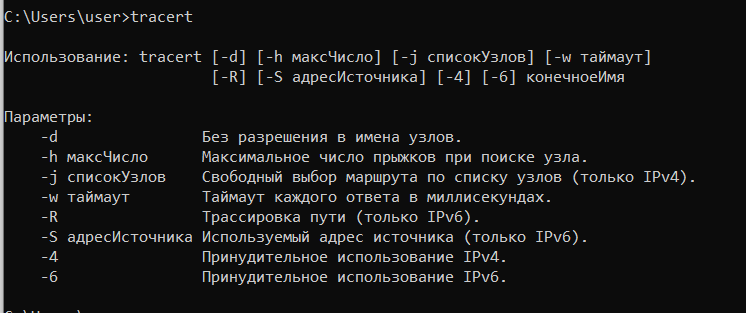 C:\Users\user>tracert
Использование: tracert [-d] [-h максЧисло] [-j списокУзлов] [-w таймаут]
[-R] [-S адресИсточника] [-4] [-6] конечноеИмя
Параметры:
-d Без разрешения в имена узлов.
-h максЧисло Максимальное число прыжков при поиске узла.
-j списокУзлов Свободный выбор маршрута по списку узлов (только IPv4).
-w таймаут Таймаут каждого ответа в миллисекундах.
-R Трассировка пути (только IPv6).
-S адресИсточника Используемый адрес источника (только IPv6).
-4 Принудительное использование IPv4.
-6 Принудительное использование IPv6.